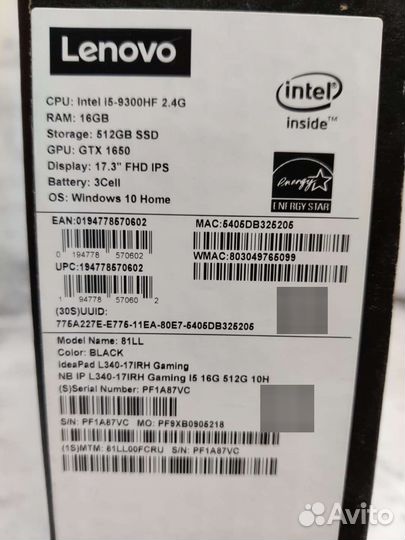 Lenovo
CPU: Intel i5-9300HF 2.4G
RAM: 16GB
Storage: 512GB SSD
GPU: GTX 1650
Display: 17.3" FHD IPS
Battery: 3Cell
OS: Windows 10 Home
intel
inside™
energy
ENERGY STAR
EAN:0194778570602
MAC:5405DB325205
0 194778 570602
WMAC:803049765099
UPC:194778570602
1 94778 57060 2
(30S)UUID:
775A227E-E775-11EA-80E7-5405DB325205
Model Name: 81LL
Color: BLACK
ideaPad L340-17IRH Gaming
NB IP L340-17IRH Gaming I5 16G 512G 10H
(S)Serial Number: PF1A87VC
S/N: PF1A87VC MO: PF9XB0905218
(1S)MTM: 81LL00FCRU S/N: PF1A87VC
Avito